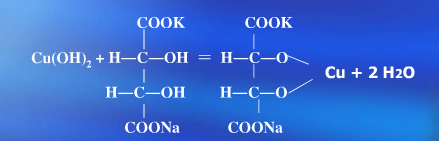 COOK COOK
Cu(OH)₂ + H—C—OH = H—C—O
Cu + 2 H2O
H—C—OH H—C—O
COONa COONa